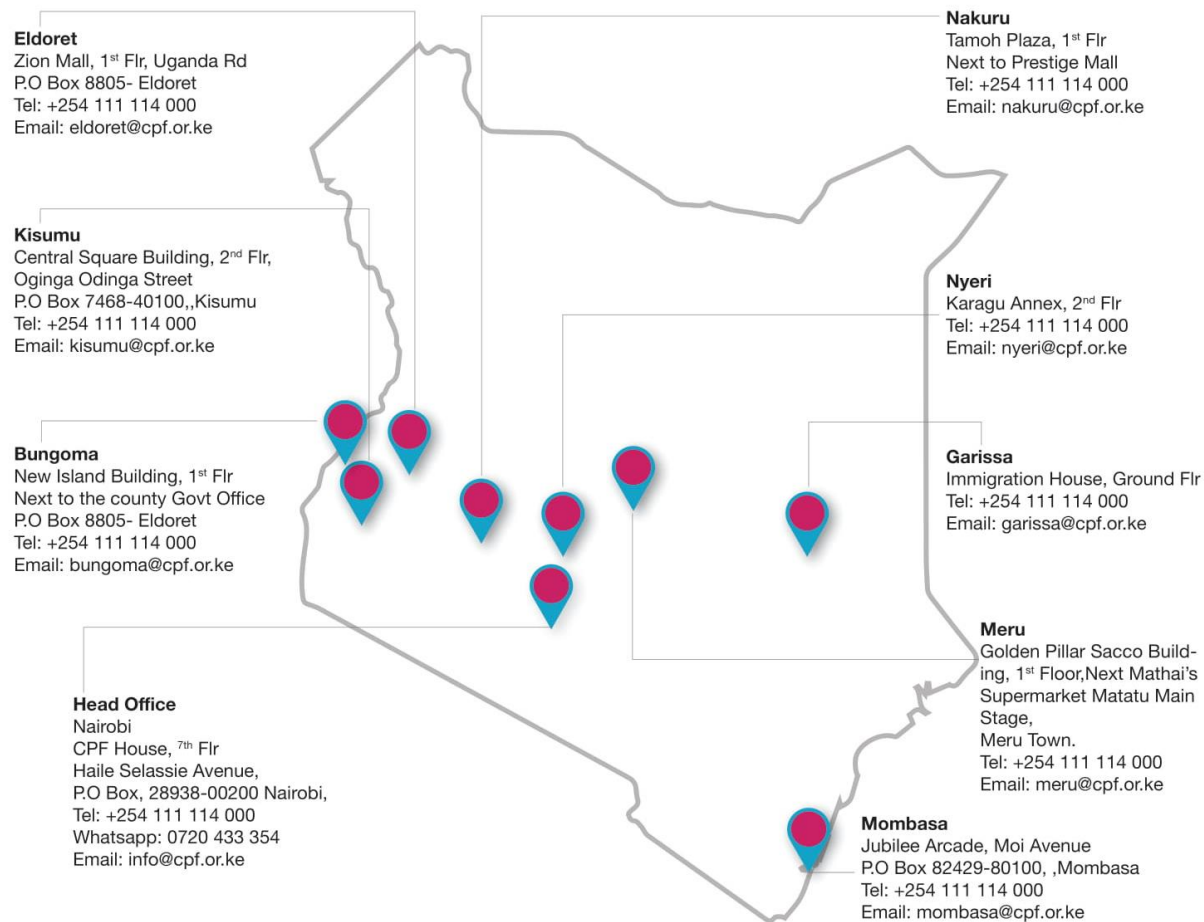 Eldoret
Zion Mall, 1st Flr, Uganda Rd
P.O Box 8805- Eldoret
Tel: +254 111 114 000
Email: eldoret@cpf.or.ke
Kisumu
Central Square Building, 2nd Flr,
Oginga Odinga Street
P.O Box 7468-40100,,Kisumu
Tel: +254 111 114 000
Email: kisumu@cpf.or.ke
Bungoma
New Island Building, 1st Flr
Next to the county Govt Office
P.O Box 8805- Eldoret
Tel: +254 111 114 000
Email: bungoma@cpf.or.ke
Head Office
Nairobi
CPF House, 7th Flr
Haile Selassie Avenue,
P.O Box, 28938-00200 Nairobi,
Tel: +254 111 114 000
Whatsapp: 0720 433 354
Email: info@cpf.or.ke
Nakuru
Tamoh Plaza, 1st Flr
Next to Prestige Mall
Tel: +254 111 114 000
Email: nakuru@cpf.or.ke
Nyeri
Karagu Annex, 2nd Flr
Tel: +254 111 114 000
Email: nyeri@cpf.or.ke
Garissa
Immigration House, Ground Flr
Tel: +254 111 114 000
Email: garissa@cpf.or.ke
Meru
Golden Pillar Sacco Build-
ing, 1st Floor,Next Mathai's
Supermarket Matatu Main
Stage,
Meru Town.
Tel: +254 111 114 000
Email: meru@cpf.or.ke
Mombasa
Jubilee Arcade, Moi Avenue
P.O Box 82429-80100, ,Mombasa
Tel: +254 111 114 000
Email: mombasa@cpf.or.ke